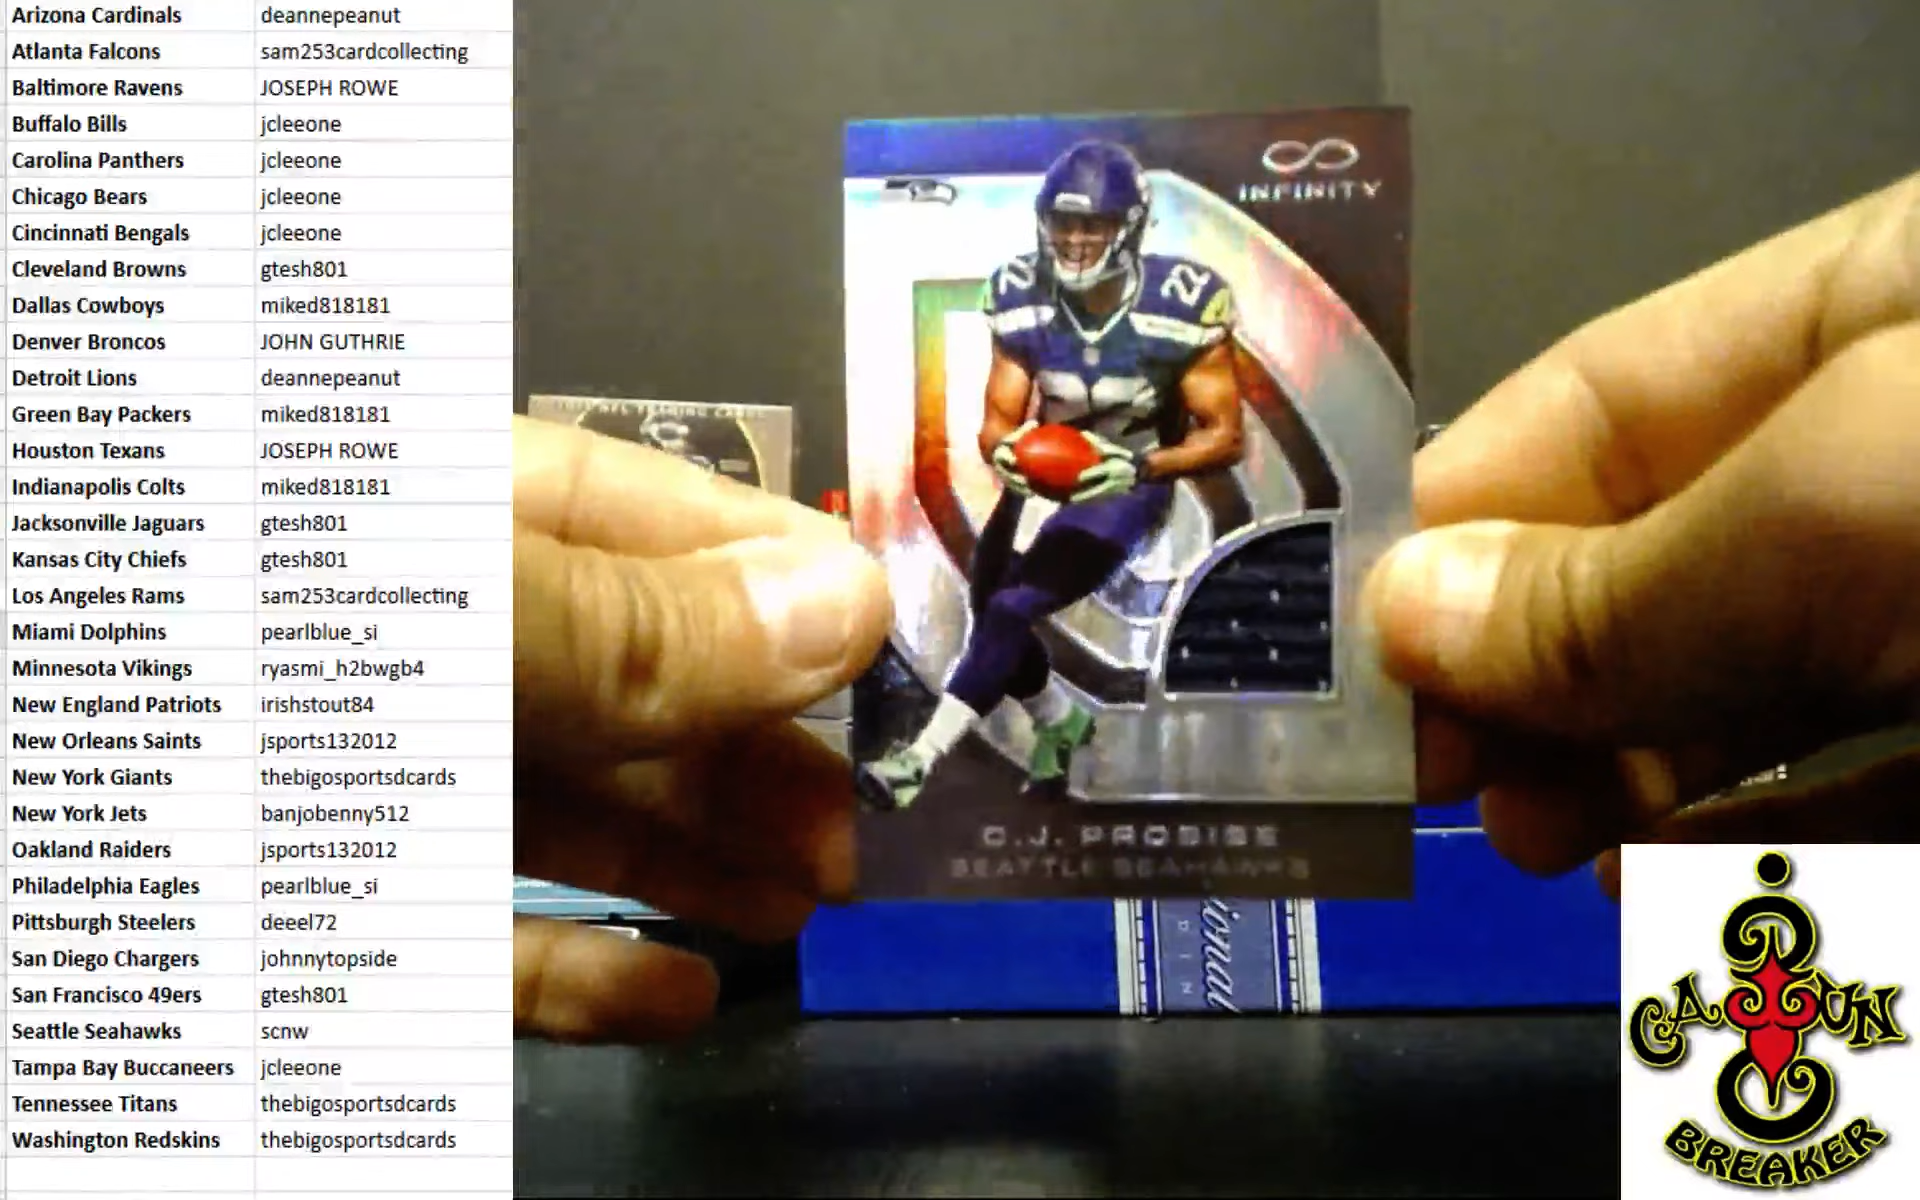 Arizona Cardinals deannepeanut
Atlanta Falcons sam253cardcollecting
Baltimore Ravens JOSEPH ROWE
Buffalo Bills jcleeone
Carolina Panthers jcleeone
Chicago Bears jcleeone
Cincinnati Bengals jcleeone
Cleveland Browns gtesh801
Dallas Cowboys miked818181
Denver Broncos JOHN GUTHRIE
Detroit Lions deannepeanut
Green Bay Packers miked818181
Houston Texans JOSEPH ROWE
Indianapolis Colts miked818181
Jacksonville Jaguars gtesh801
Kansas City Chiefs gtesh801
Los Angeles Rams sam253cardcollecting
Miami Dolphins pearlblue_si
Minnesota Vikings ryasmi_h2bwgb4
New England Patriots irishstout84
New Orleans Saints jsports132012
New York Giants thebigosportsdcards
New York Jets banjobenny512
Oakland Raiders jsports132012
Philadelphia Eagles pearlblue_si
Pittsburgh Steelers deeel72
San Diego Chargers johnnytopside
San Francisco 49ers gtesh801
Seattle Seahawks scnw
Tampa Bay Buccaneers jcleeone
Tennessee Titans thebigosportsdcards
Washington Redskins thebigosportsdcards
INFINITY
22
22
C.J. PROSISE
SEATTLE SEAHAWKS
CAJUN
BREAKER